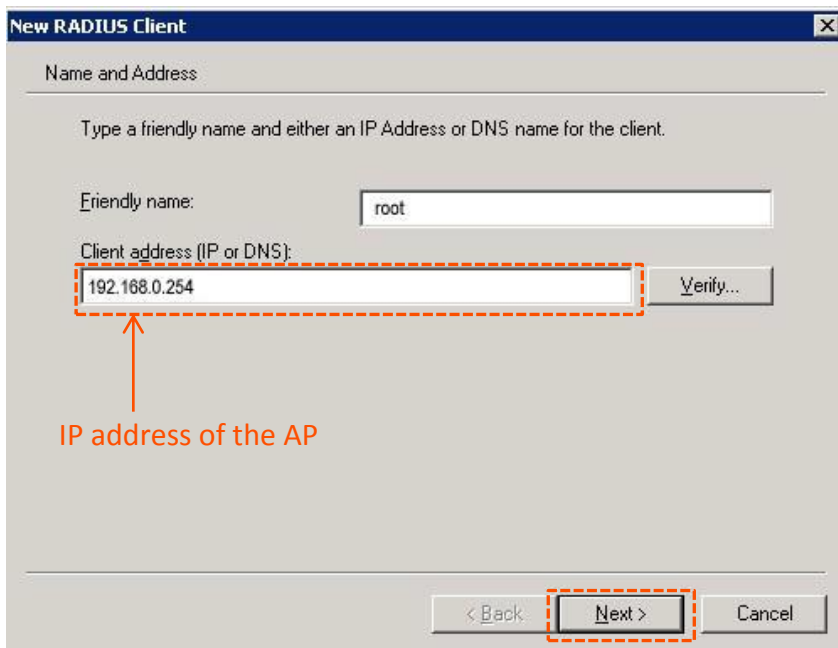 New RADIUS Client
Name and Address
Type a friendly name and either an IP Address or DNS name for the client.
Friendly name:
root
Client address (IP or DNS):
192.168.0.254
Verify...
IP address of the AP
< Back
Next >
Cancel